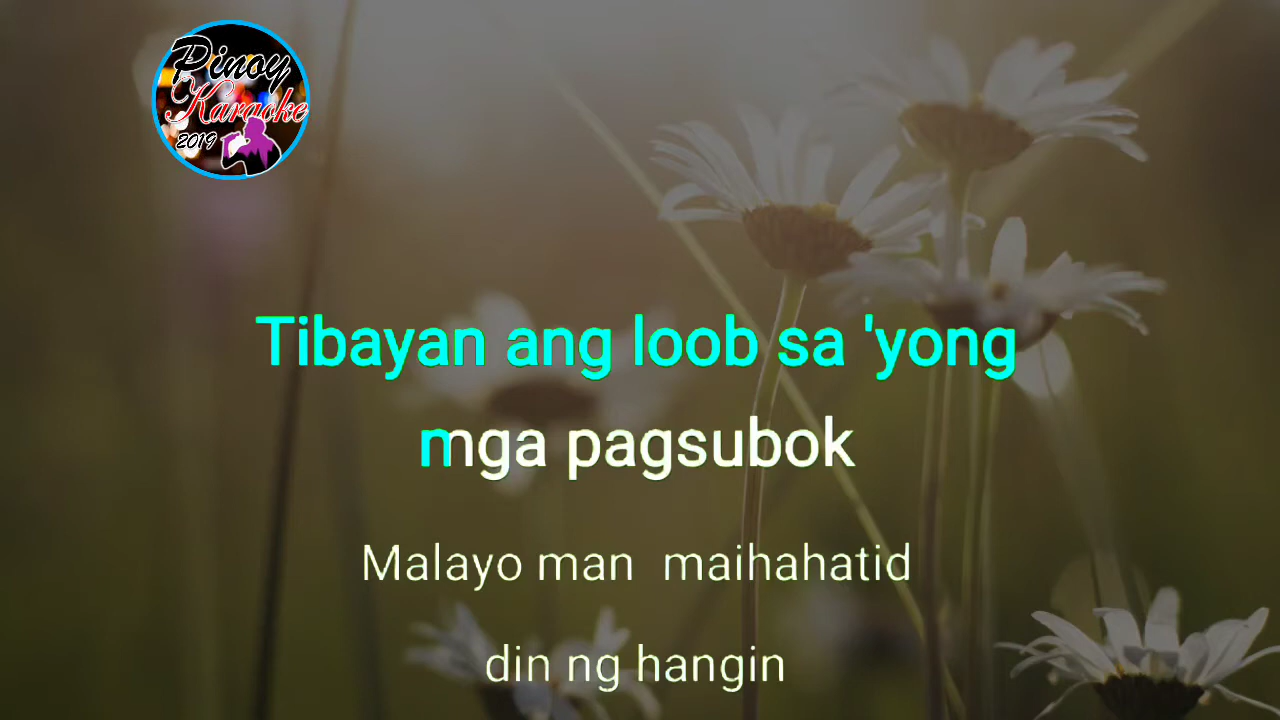 Pinoy
Karaoke
2019
Tibayan ang loob sa 'yong
mga pagsubok
Malayo man  maihahatid
din ng hangin